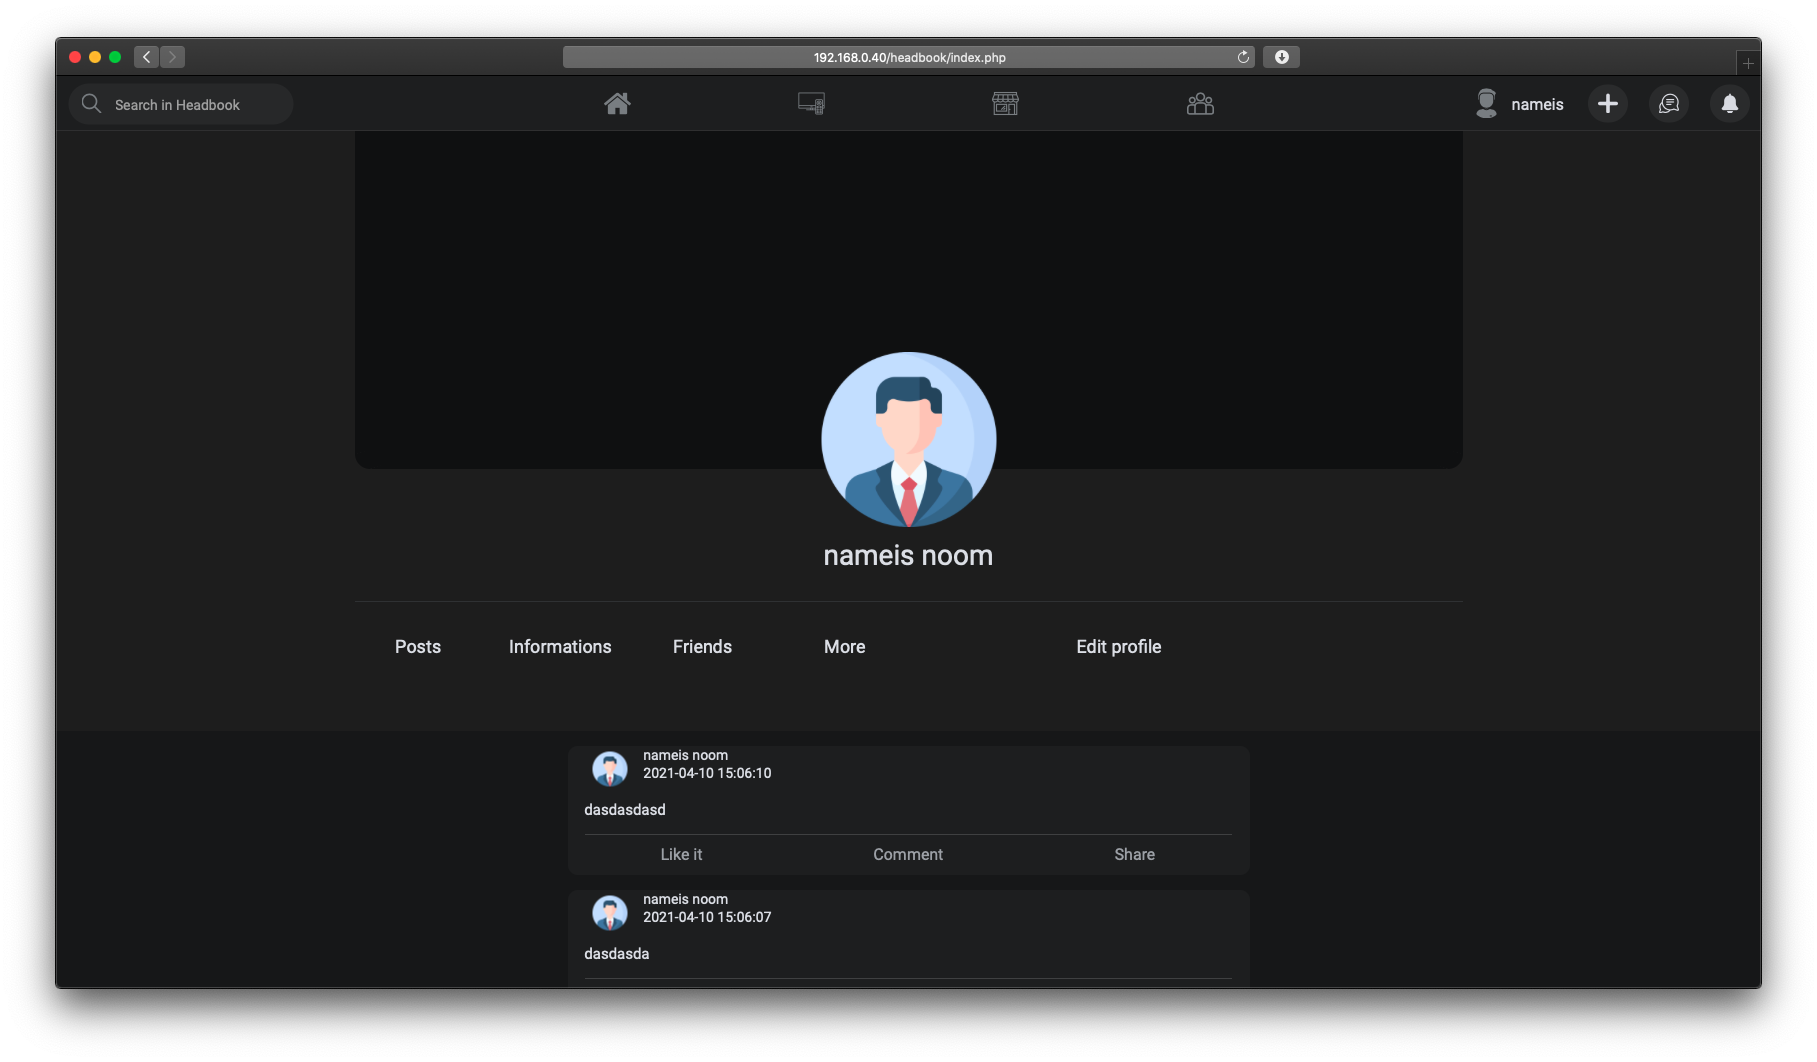 192.168.0.40/headbook/index.php
Search in Headbook
nameis
nameis noom
Posts Informations Friends More Edit profile
nameis noom
2021-04-10 15:06:10
dasdasdasd
Like it Comment Share
nameis noom
2021-04-10 15:06:07
dasdasda